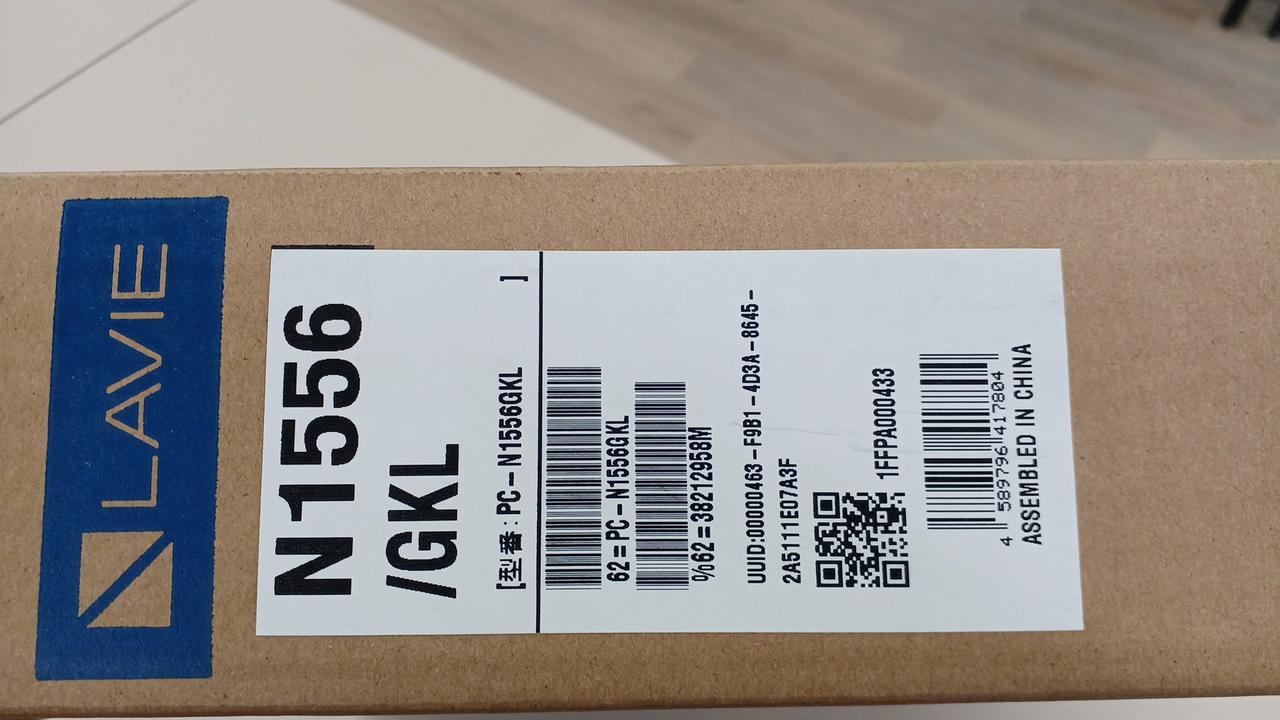 LAVIE
N1556
/GKL
[型番:PC-N1556GKL ]
62=PC-N1556GKL
%62=38212958M
UUID:00000463-F9B1-4D3A-8645-
2A5111E07A3F
1FFPA000433
4 589796 417804
ASSEMBLED IN CHINA